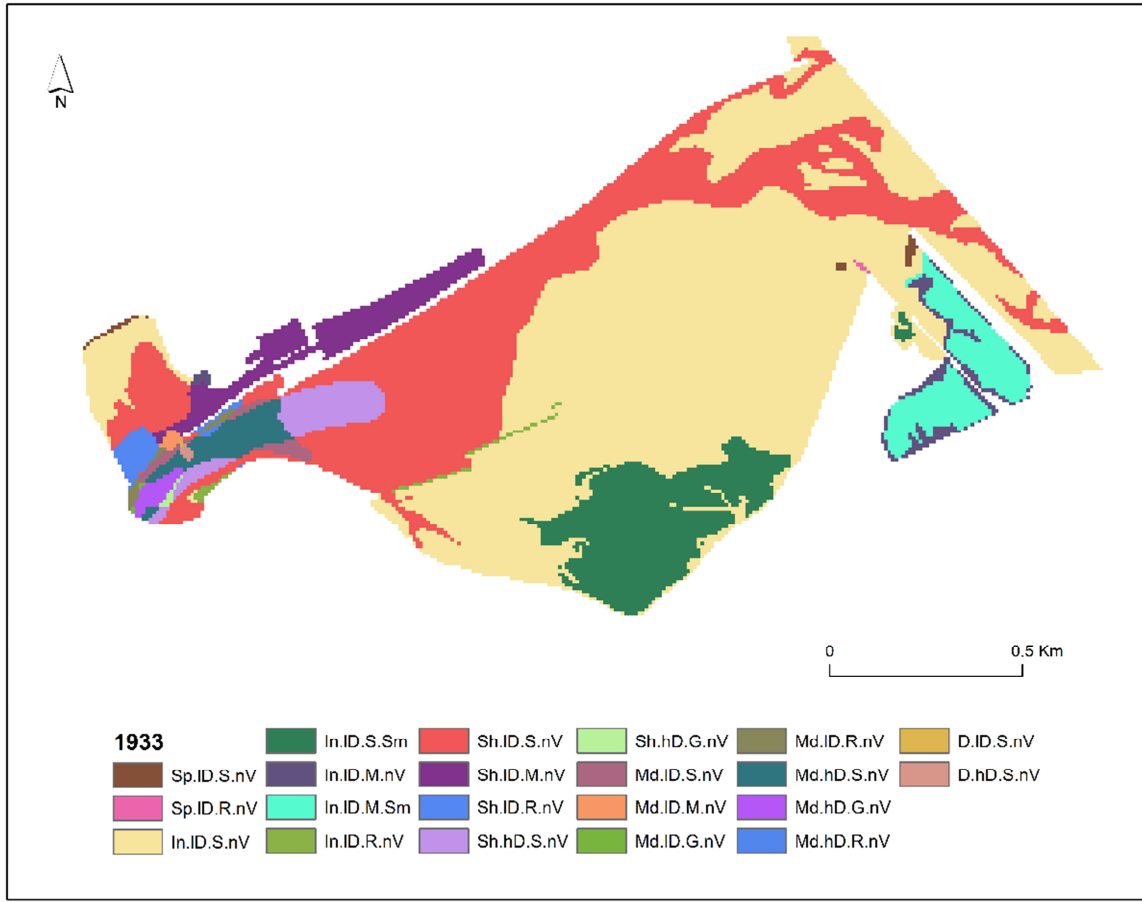 N
0 0.5 Km
1933 In.lD.S.Sm Sh.lD.S.nV Sh.hD.G.nV Md.lD.R.nV D.lD.S.nV
Sp.lD.S.nV In.lD.M.nV Sh.lD.M.nV Md.lD.S.nV Md.hD.S.nV D.hD.S.nV
Sp.lD.R.nV In.lD.M.Sm Sh.lD.R.nV Md.lD.M.nV Md.hD.G.nV
In.lD.S.nV In.lD.R.nV Sh.hD.S.nV Md.lD.G.nV Md.hD.R.nV